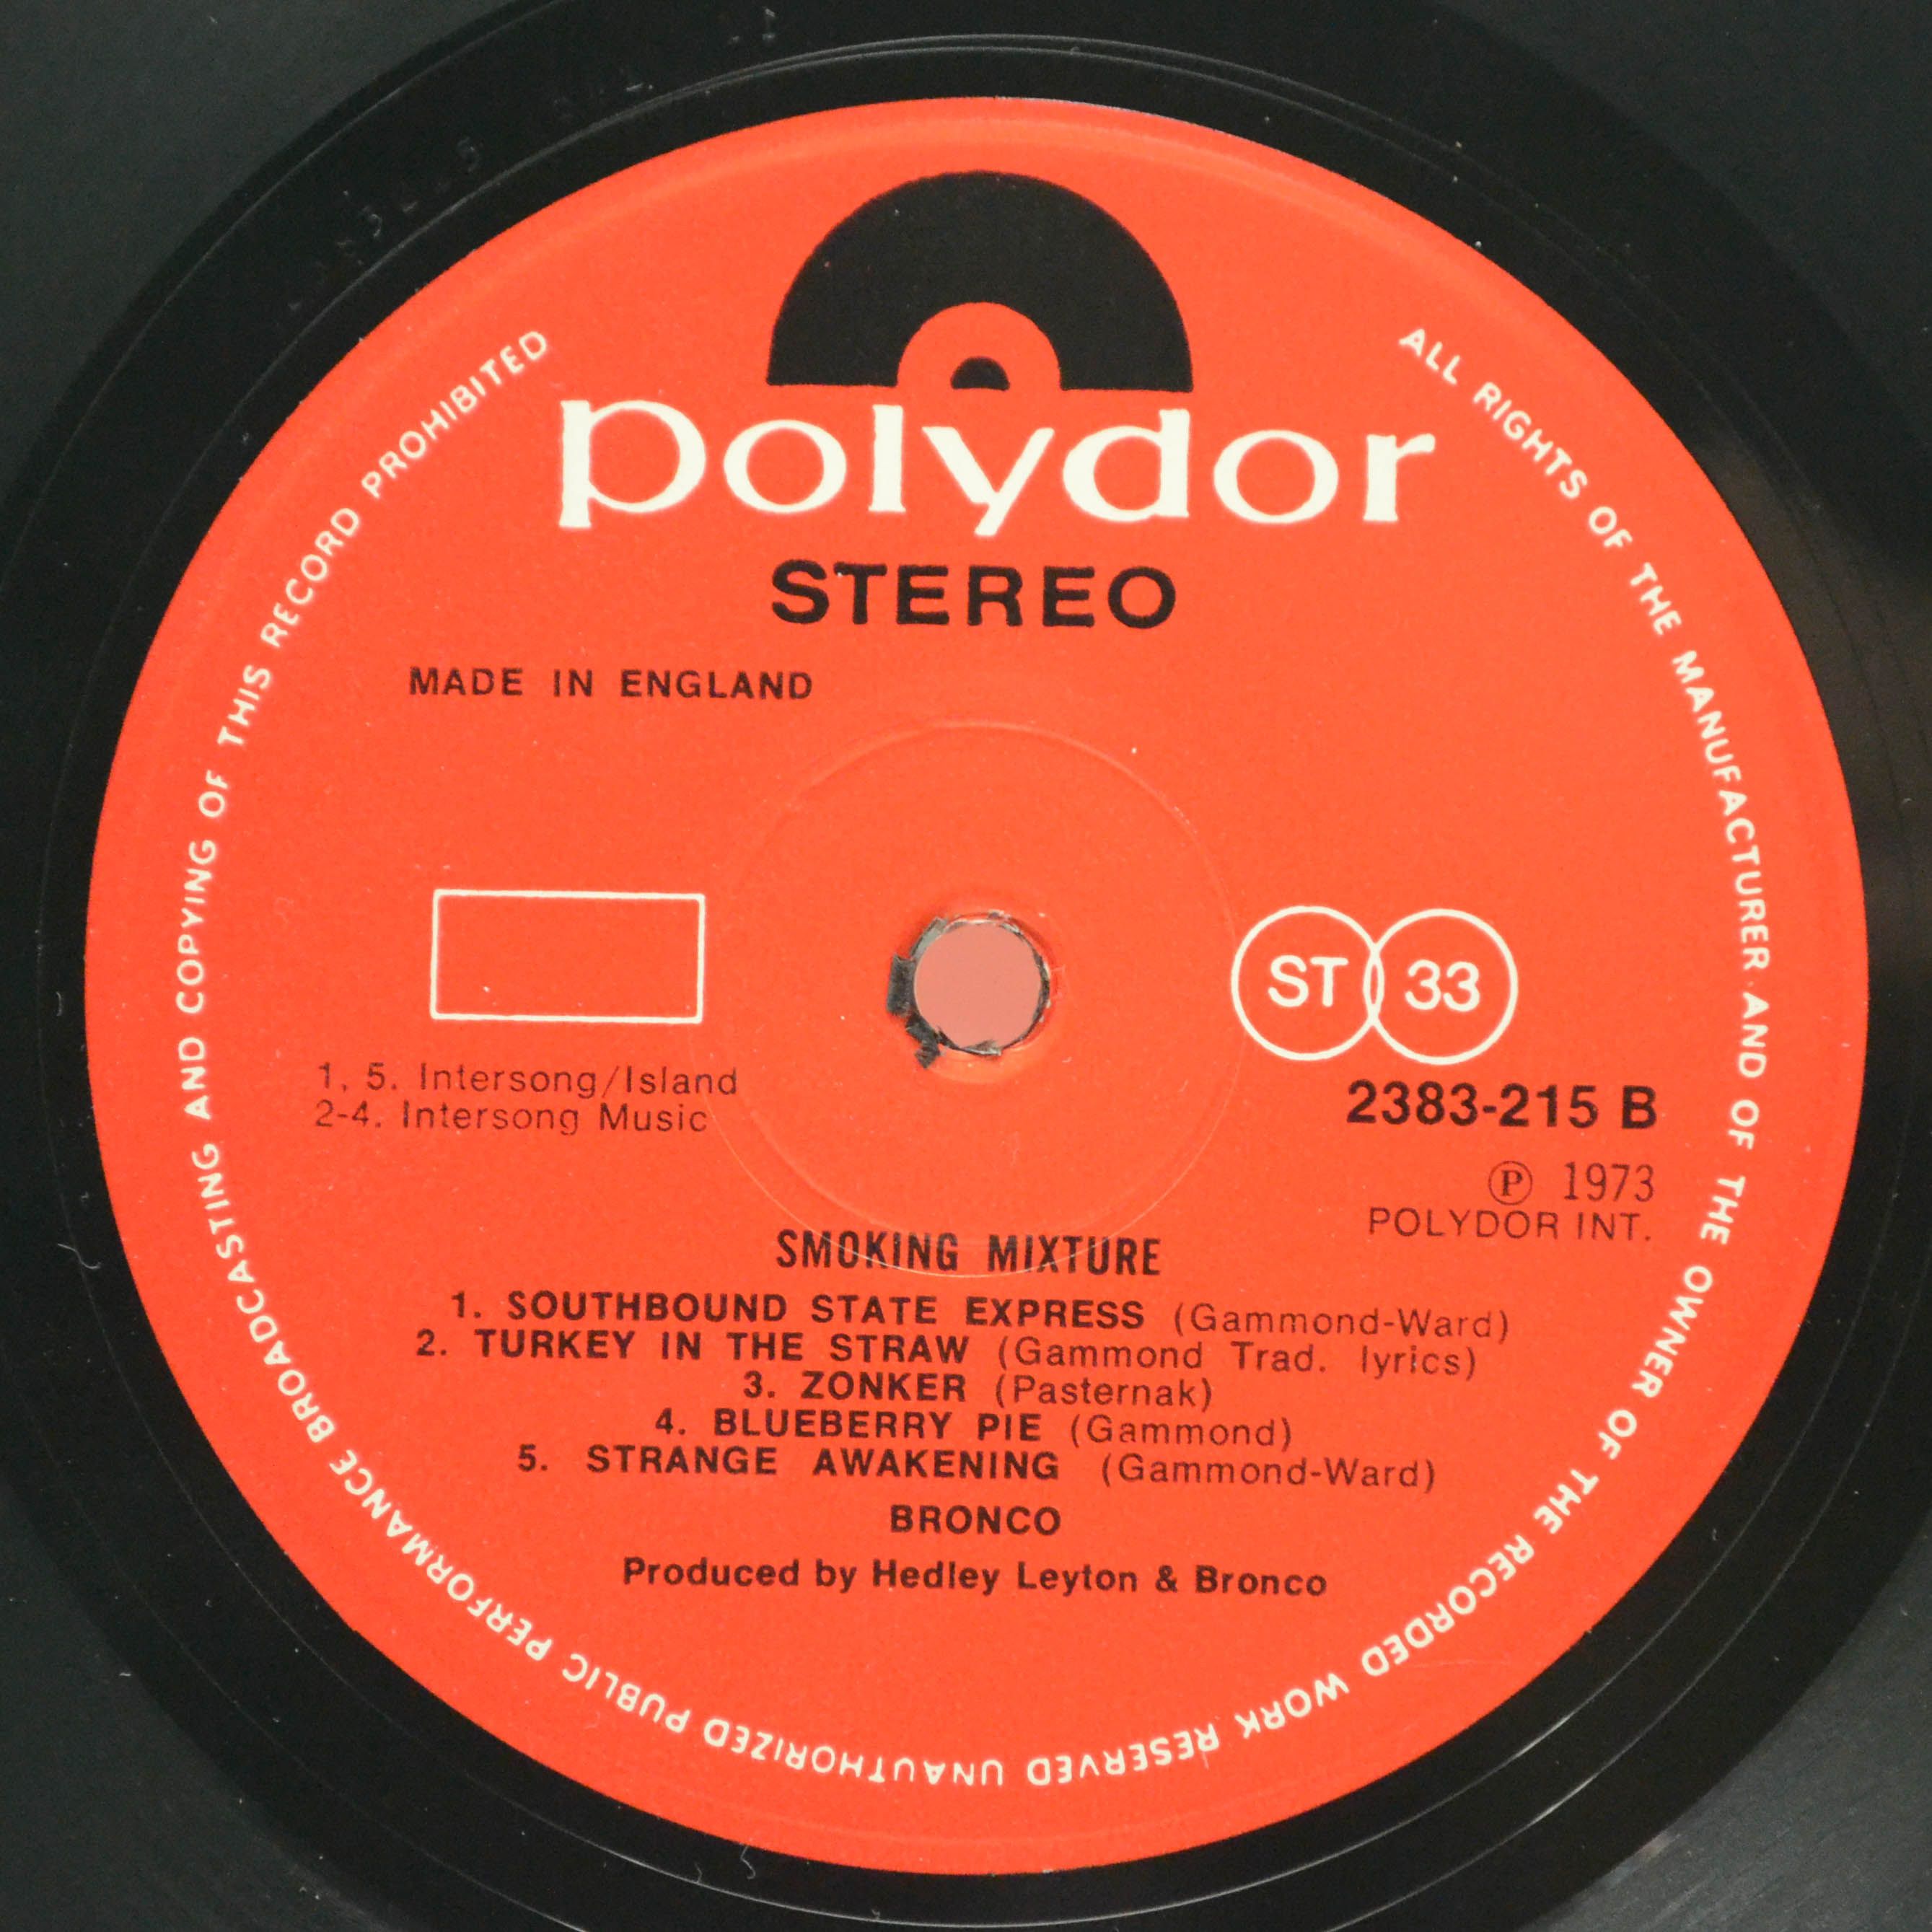 polydor
STEREO
MADE IN ENGLAND
ST 33
1, 5. Intersong/Island
2-4. Intersong Music
2383-215 B
Ⓟ 1973
POLYDOR INT.
SMOKING MIXTURE
1. SOUTHBOUND STATE EXPRESS (Gammond-Ward)
2. TURKEY IN THE STRAW (Gammond Trad. lyrics)
3. ZONKER (Pasternak)
4. BLUEBERRY PIE (Gammond)
5. STRANGE AWAKENING (Gammond-Ward)
BRONCO
Produced by Hedley Leyton & Bronco
ALL RIGHTS OF THE MANUFACTURER AND OF THE OWNER OF THE RECORDED WORK RESERVED UNAUTHORIZED PUBLIC PERFORMANCE BROADCASTING AND COPYING OF THIS RECORD PROHIBITED